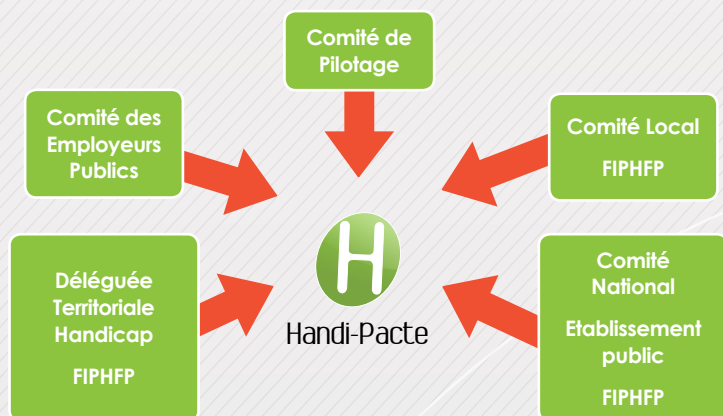 Comité de
Pilotage
Comité des
Employeurs
Publics
Comité Local
FIPHFP
Déléguée
Territoriale
Handicap
FIPHFP
H
Handi-Pacte
Comité
National
Etablissement
public
FIPHFP